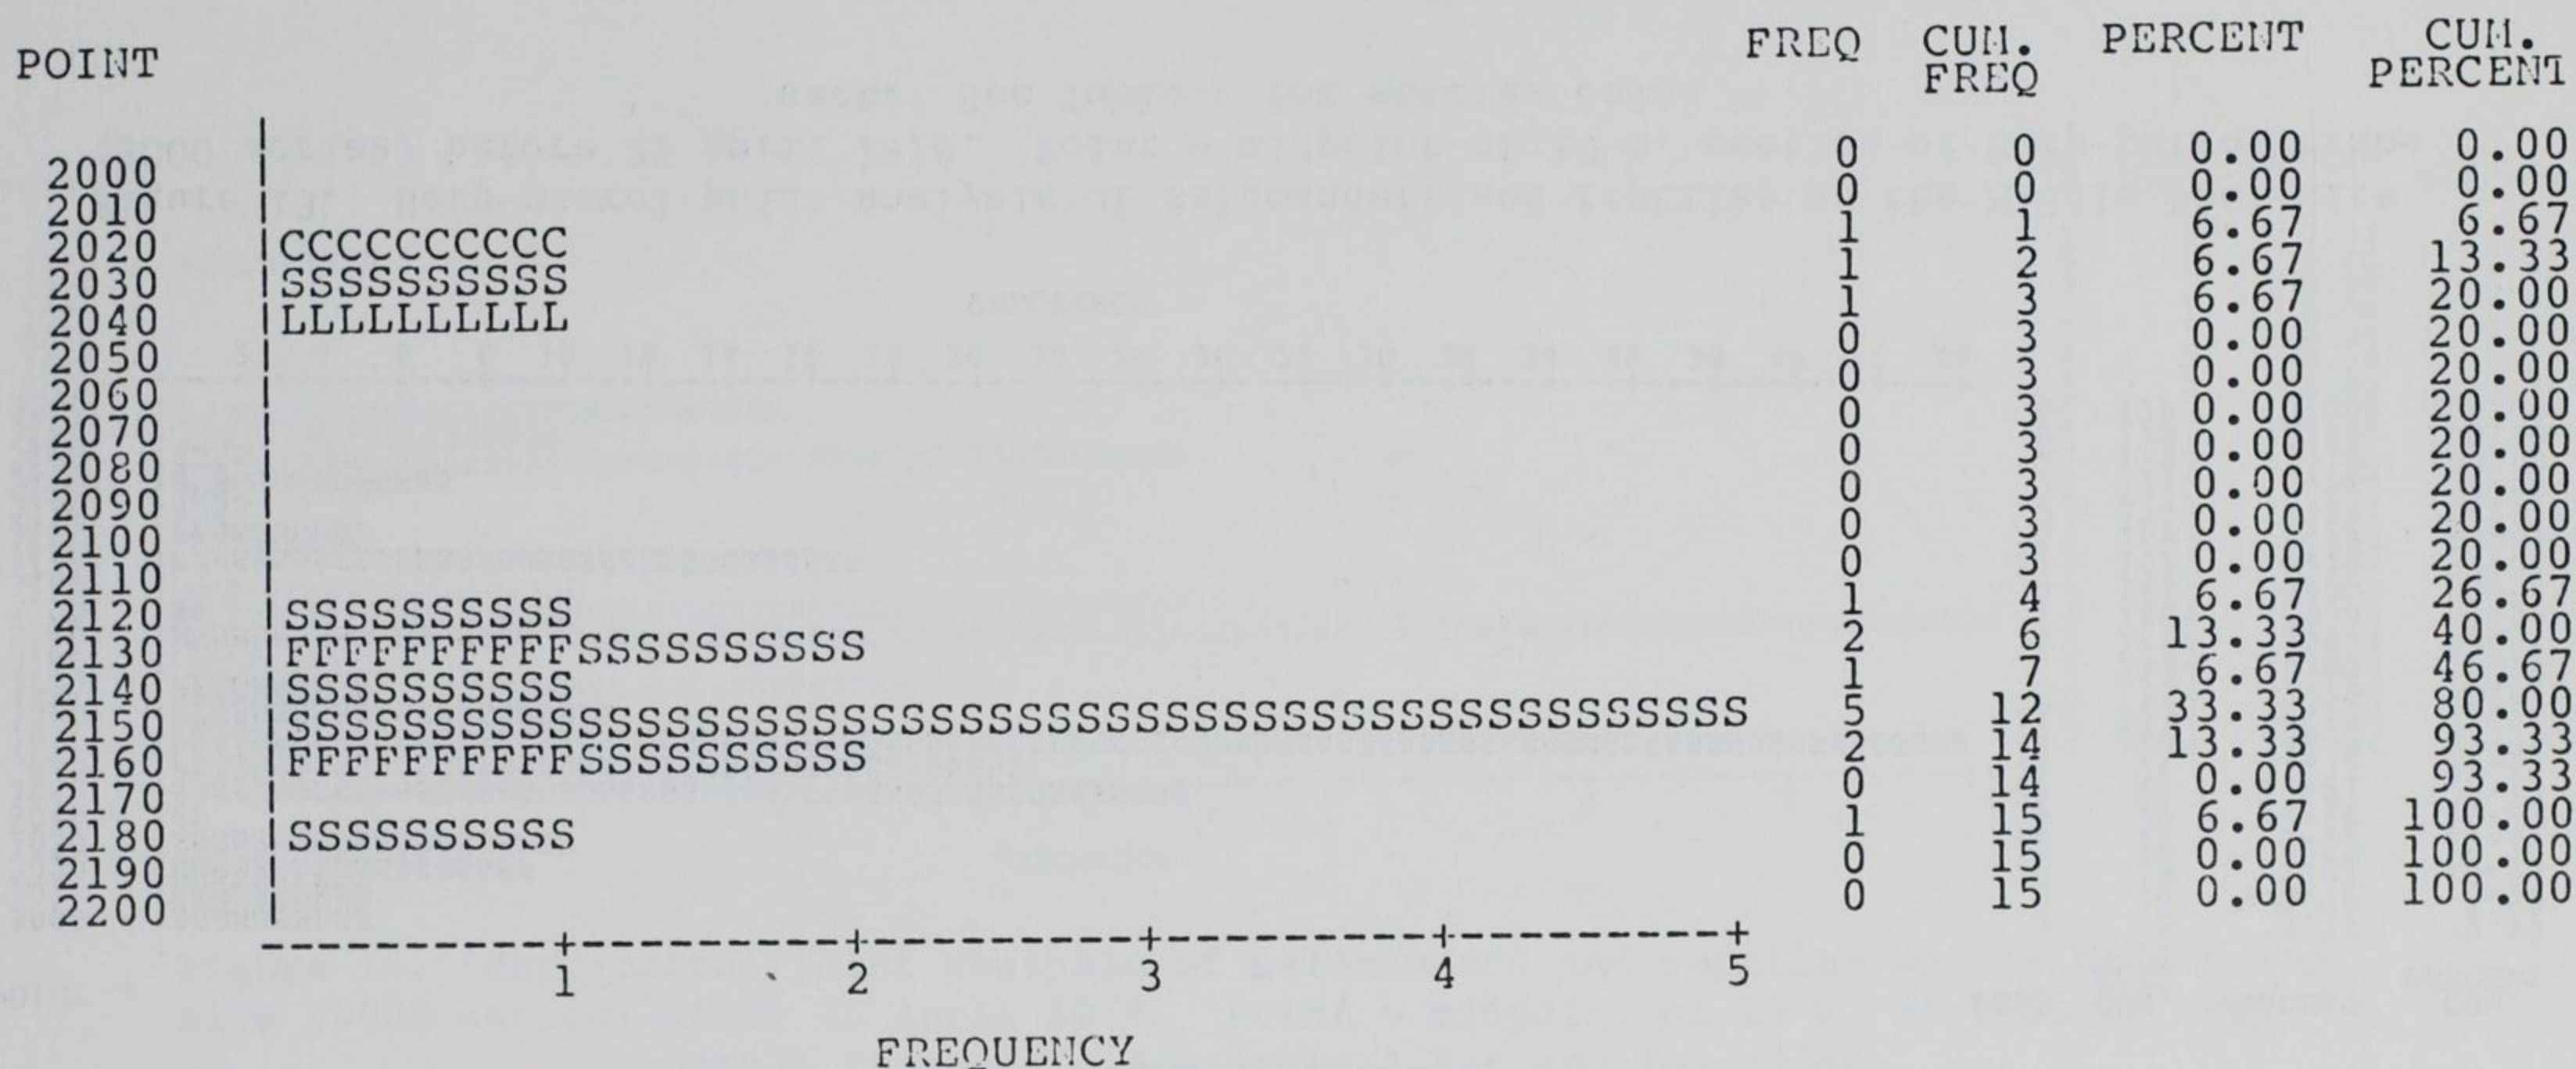 POINT FREQ CUM. FREQ PERCENT CUM. PERCENT
2000 | 0 0 0.00 0.00
2010 | 0 0 0.00 0.00
2020 |CCCCCCCCCC 1 1 6.67 6.67
2030 |SSSSSSSSSS 1 2 6.67 13.33
2040 |LLLLLLLLLL 1 3 6.67 20.00
2050 | 0 3 0.00 20.00
2060 | 0 3 0.00 20.00
2070 | 0 3 0.00 20.00
2080 | 0 3 0.00 20.00
2090 | 0 3 0.00 20.00
2100 | 0 3 0.00 20.00
2110 | 0 3 0.00 20.00
2120 |SSSSSSSSSS 1 4 6.67 26.67
2130 |FFFFFFFFFFSSSSSSSSSS 2 6 13.33 40.00
2140 |SSSSSSSSSS 1 7 6.67 46.67
2150 |SSSSSSSSSSSSSSSSSSSSSSSSSSSSSSSSSSSSSSSSSSSSSSSSSS 5 12 33.33 80.00
2160 |FFFFFFFFFFSSSSSSSSSS 2 14 13.33 93.33
2170 | 0 14 0.00 93.33
2180 |SSSSSSSSSS 1 15 6.67 100.00
2190 | 0 15 0.00 100.00
2200 | 0 15 0.00 100.00
----------+---------+---------+---------+---------+
1 2 3 4 5
FREQUENCY